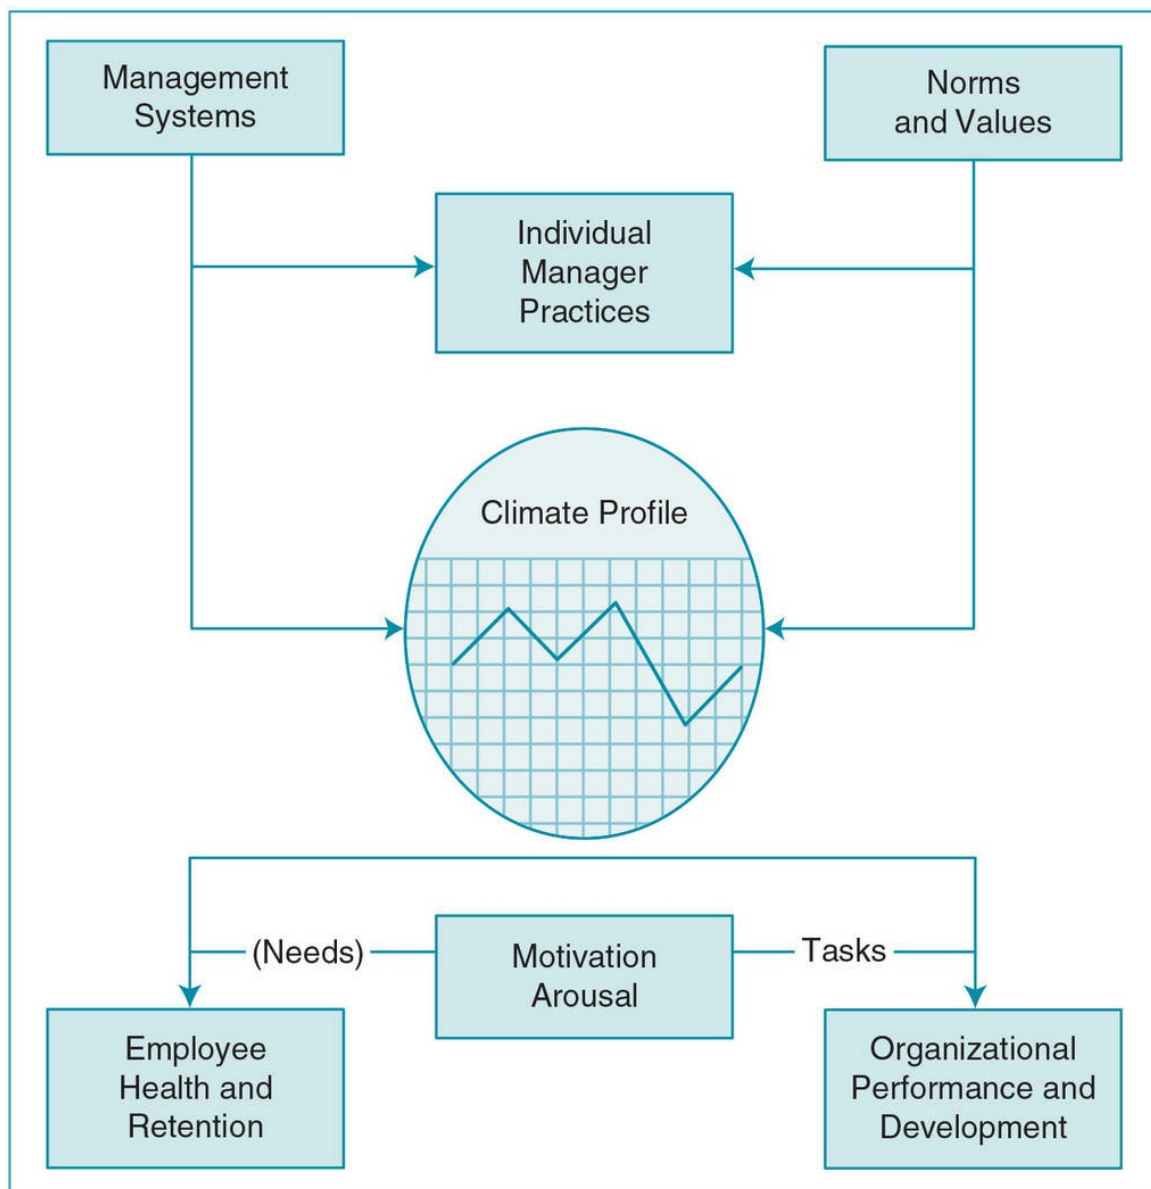 Management
Systems
Norms
and Values
Individual
Manager
Practices
Climate Profile
(Needs)
Motivation
Arousal
Tasks
Employee
Health and
Retention
Organizational
Performance and
Development